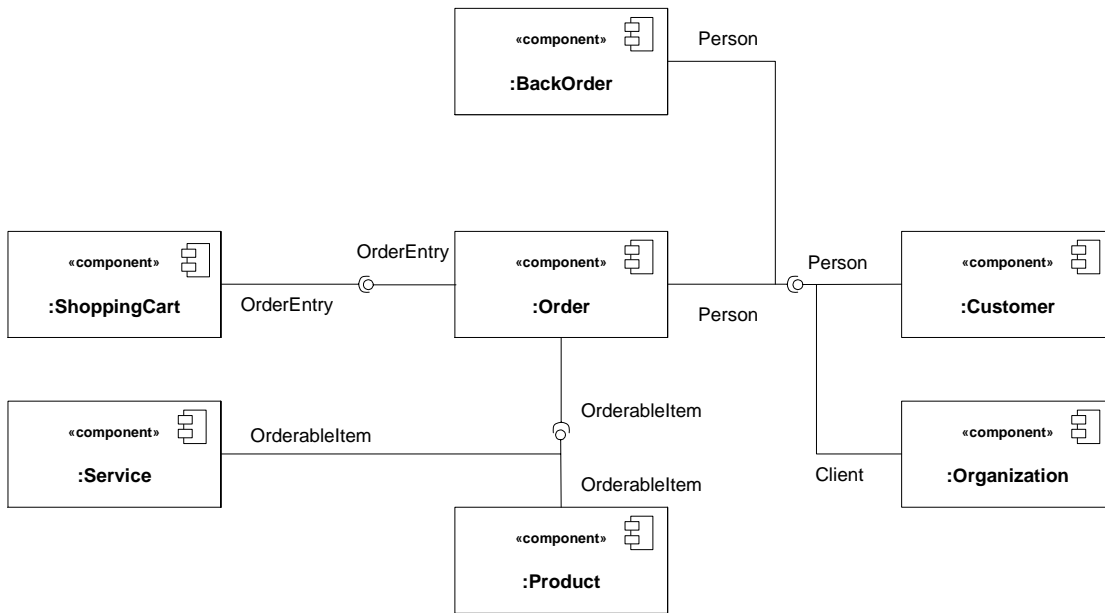 «component»
:BackOrder
Person
«component»
:ShoppingCart
OrderEntry
OrderEntry
«component»
:Order
Person
Person
«component»
:Customer
«component»
:Service
OrderableItem
OrderableItem
OrderableItem
«component»
:Product
Client
«component»
:Organization